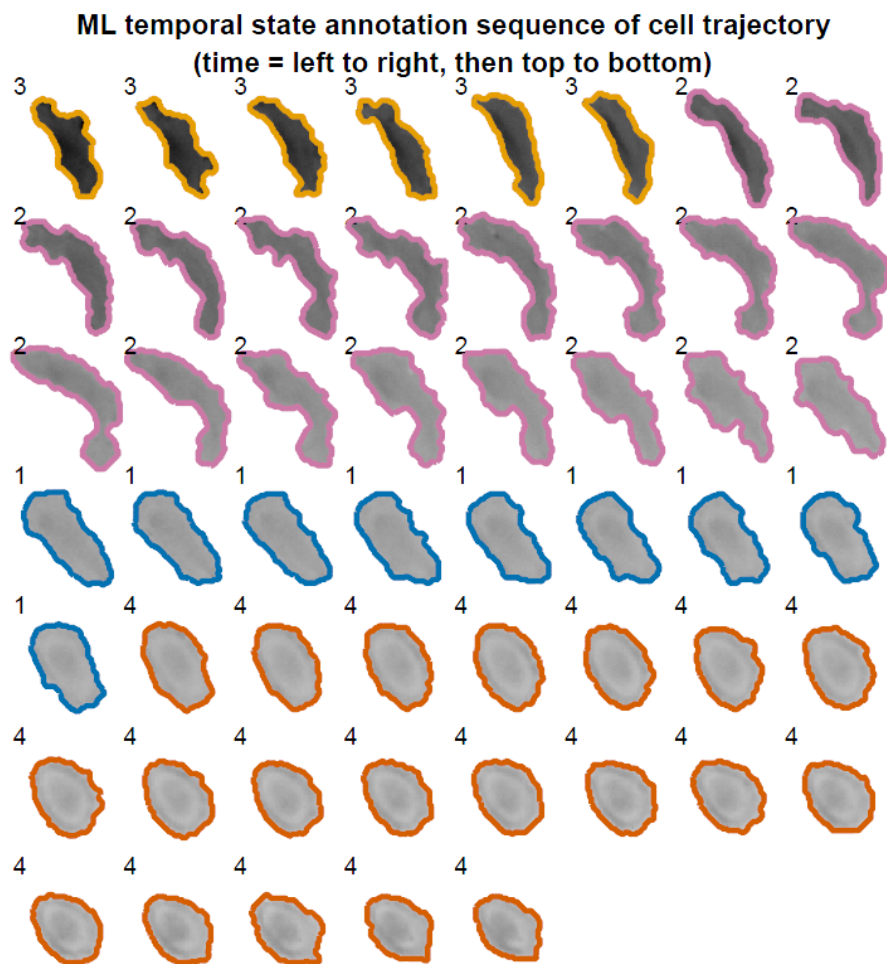 ML temporal state annotation sequence of cell trajectory
(time = left to right, then top to bottom)
3 3 3 3 3 3 2 2
2 2 2 2 2 2 2 2
2 2 2 2 2 2 2 2
1 1 1 1 1 1 1 1
1 4 4 4 4 4 4 4
4 4 4 4 4 4 4 4
4 4 4 4 4